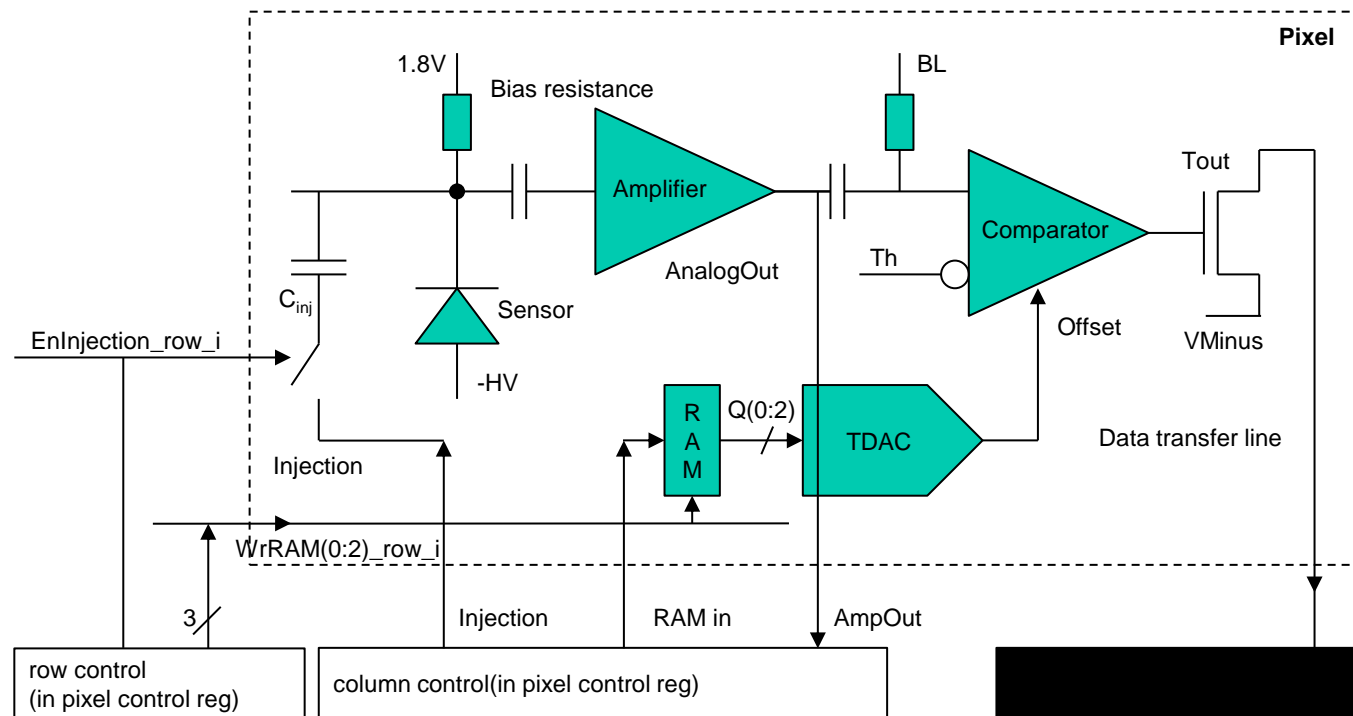 Pixel
1.8V
BL
Bias resistance
Tout
Amplifier
Comparator
Th
AnalogOut
Cinj
Sensor
Offset
EnInjection_row_i
VMinus
-HV
R
A
M
Q(0:2)
TDAC
Data transfer line
Injection
WrRAM(0:2)_row_i
3
Injection
RAM in
AmpOut
row control
(in pixel control reg)
column control(in pixel control reg)